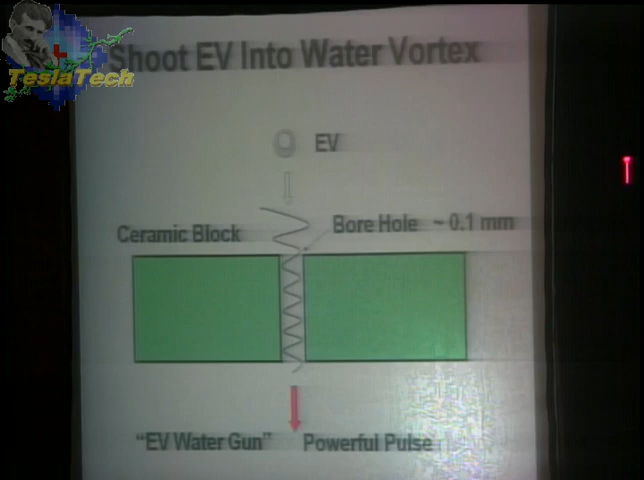 TeslaTech
Shoot EV Into Water Vortex
EV
Ceramic Block
Bore Hole ~ 0.1 mm
"EV Water Gun" Powerful Pulse